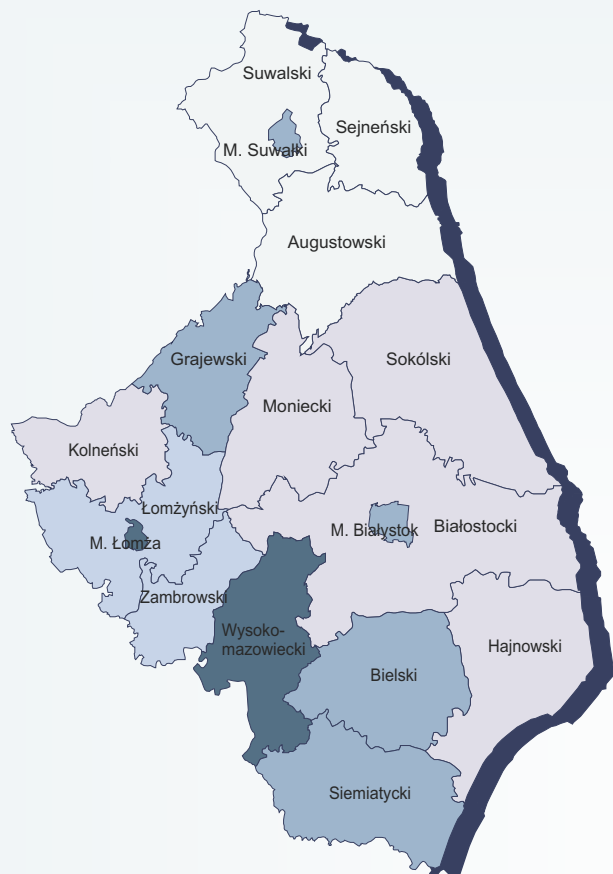 Suwalski
Sejneński
M. Suwałki
Augustowski
Grajewski
Sokólski
Moniecki
Kolneński
Łomżyński
M. Łomża
M. Białystok
Białostocki
Zambrowski
Wysoko-
mazowiecki
Hajnowski
Bielski
Siemiatycki